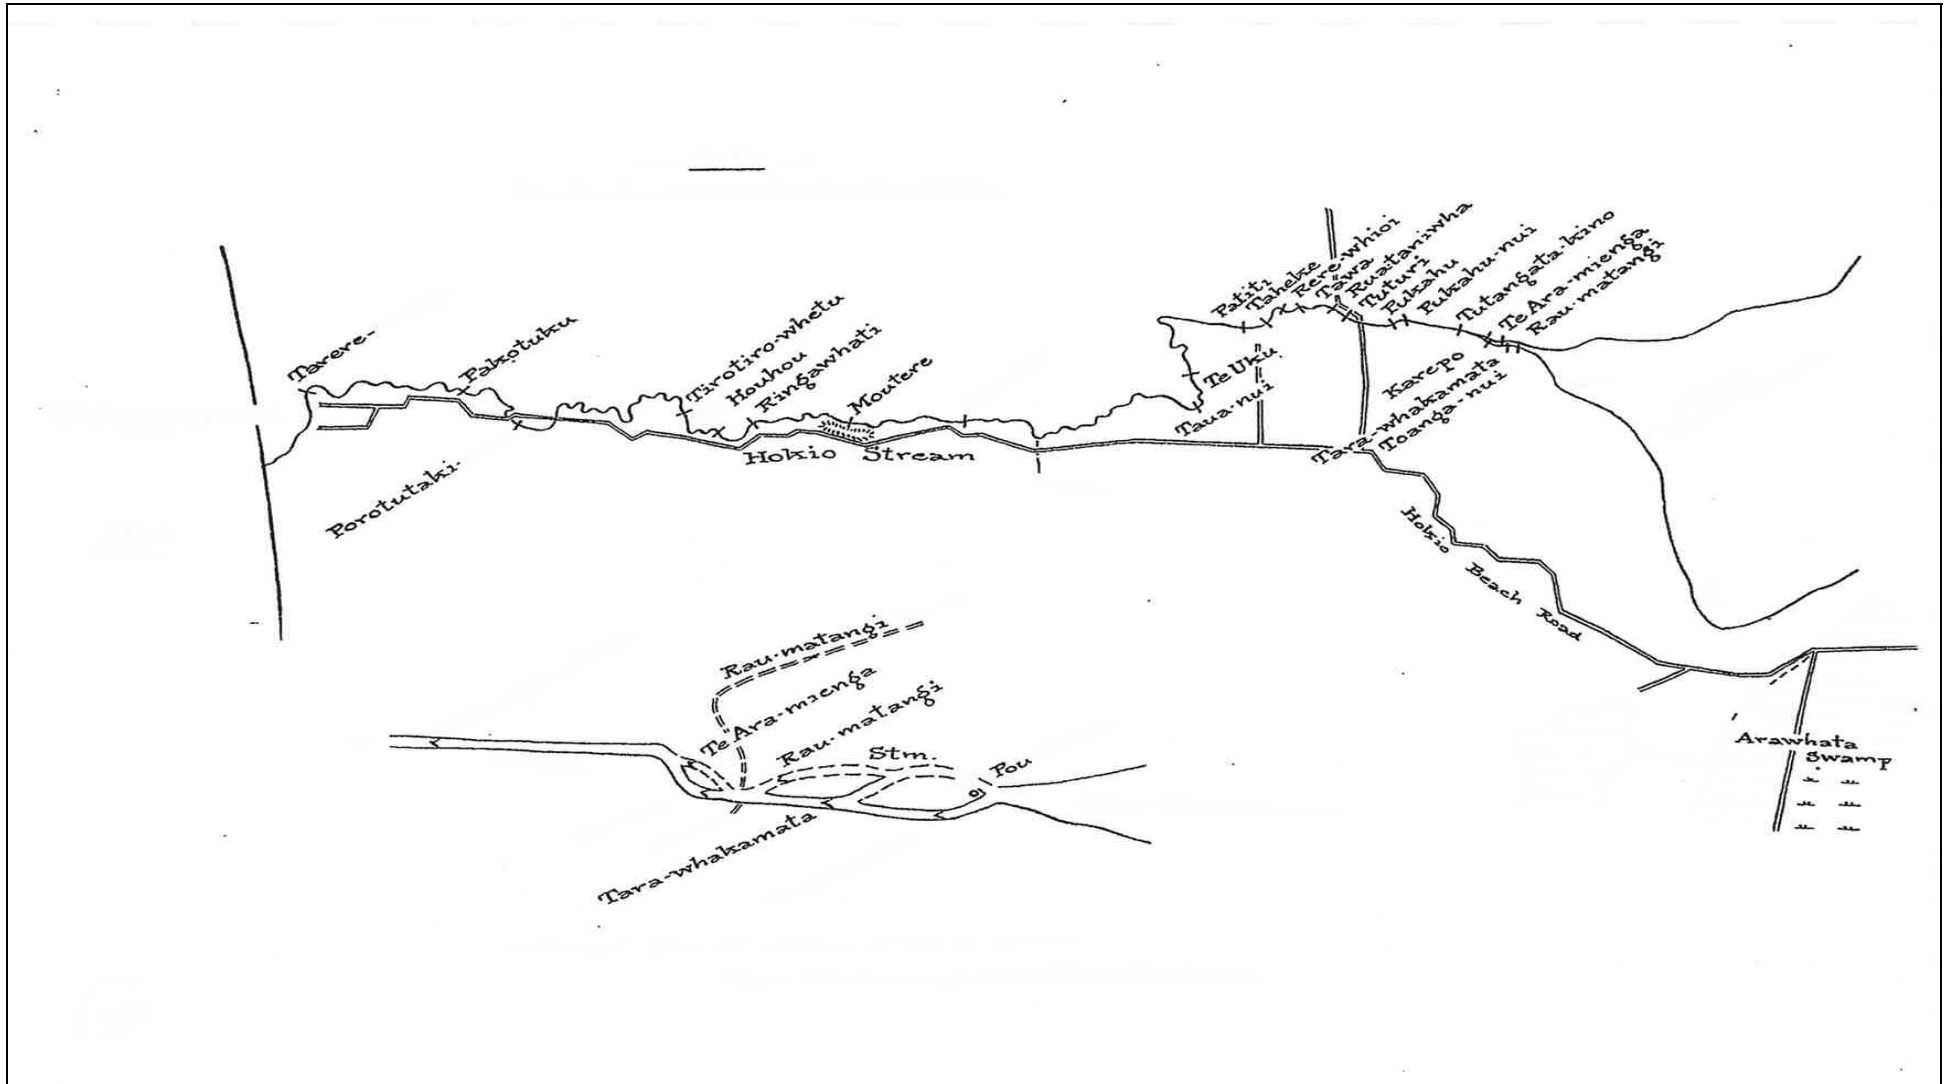 Tarere-
Pakotuku
Porotutaki-
Tirotiro-whetu
Houhou
Ringawhati
Moutere
Hokio Stream
Patiti
Taheke
Rere-whioi
Tawa
Ruataniwha
Tuturi
Pukahu
Pukahu-nui
Tutangata-kino
Te Ara-mienga
Rau-matangi
Te Uku
Taua-nui
Karepo
Tara-whakamata
Toanga-nui
Hokio Beach Road
Arawhata
Swamp
Rau-matangi
Te Ara-mienga
Rau-matangi
Stm.
Pou
Tara-whakamata